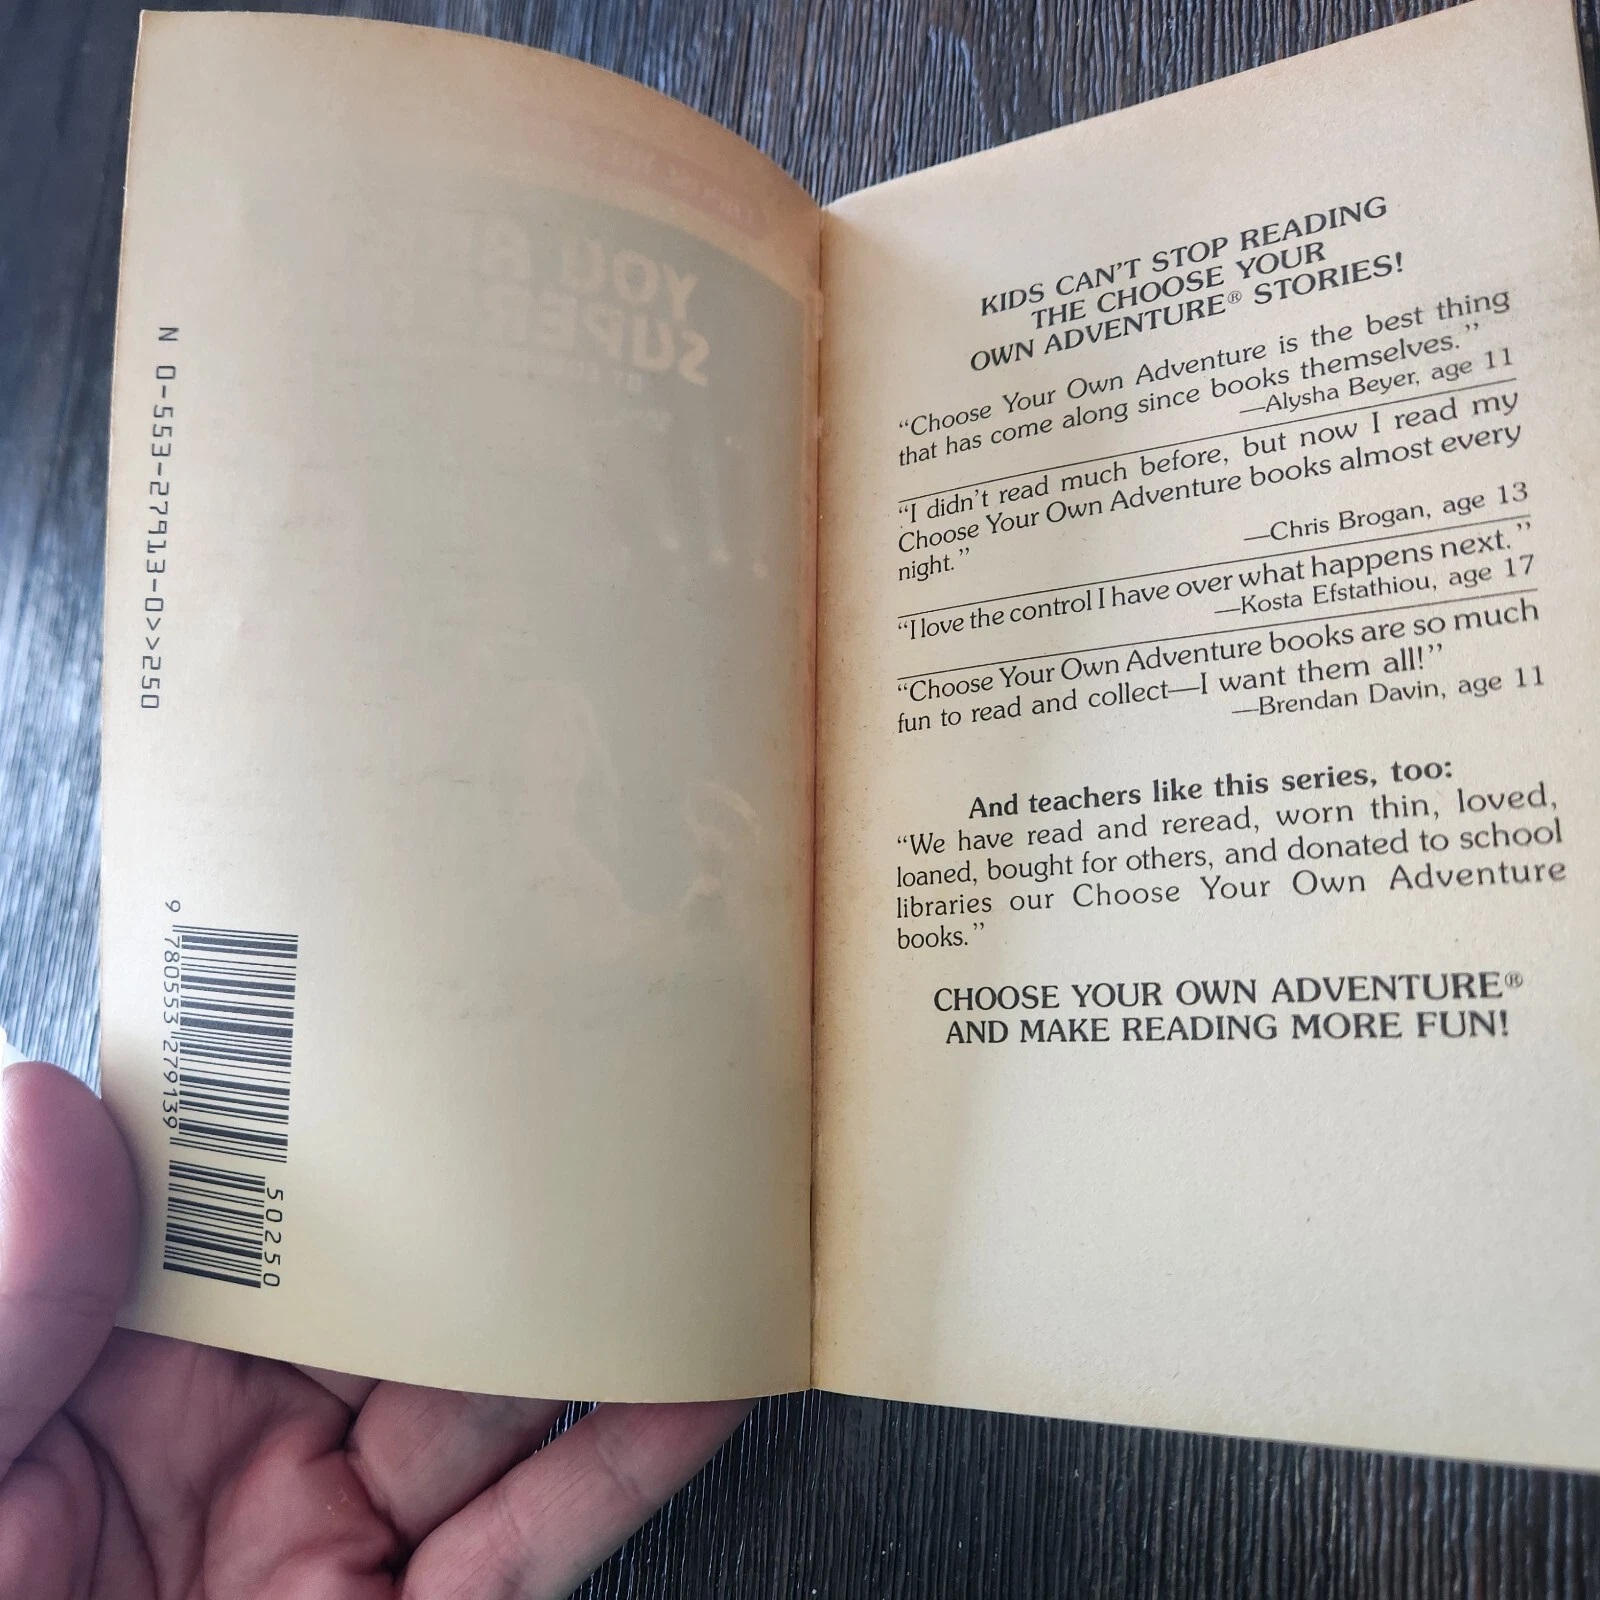 N 0-553-27913-0>>250
9 780553 279139
50250
YOU A
SUPER
KIDS CAN'T STOP READING
THE CHOOSE YOUR
OWN ADVENTURE® STORIES!
“Choose Your Own Adventure is the best thing
that has come along since books themselves.”
—Alysha Beyer, age 11
“I didn't read much before, but now I read my
Choose Your Own Adventure books almost every
night.”
—Chris Brogan, age 13
“I love the control I have over what happens next.”
—Kosta Efstathiou, age 17
“Choose Your Own Adventure books are so much
fun to read and collect—I want them all!”
—Brendan Davin, age 11
And teachers like this series, too:
“We have read and reread, worn thin, loved,
loaned, bought for others, and donated to school
libraries our Choose Your Own Adventure
books.”
CHOOSE YOUR OWN ADVENTURE®
AND MAKE READING MORE FUN!